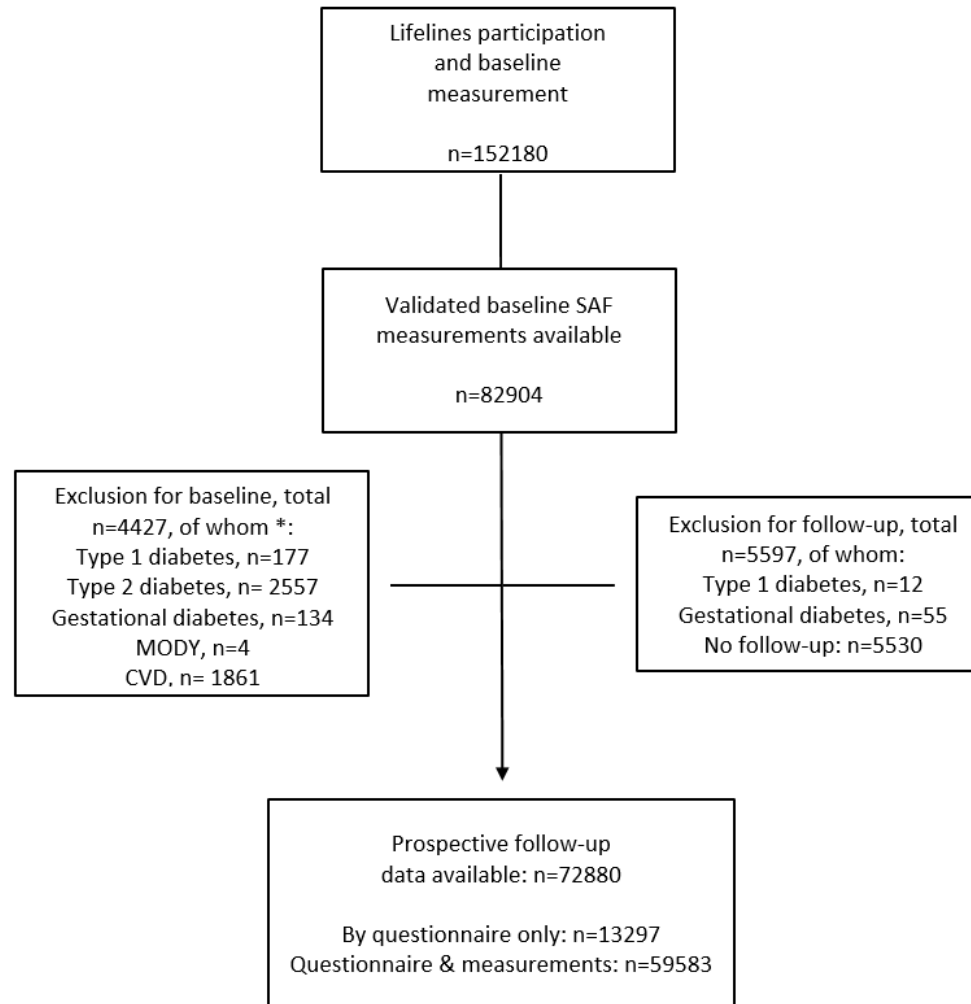 Lifelines participation
and baseline
measurement
n=152180
Validated baseline SAF
measurements available
n=82904
Exclusion for baseline, total
n=4427, of whom *:
Type 1 diabetes, n=177
Type 2 diabetes, n= 2557
Gestational diabetes, n=134
MODY, n=4
CVD, n= 1861
Exclusion for follow-up, total
n=5597, of whom:
Type 1 diabetes, n=12
Gestational diabetes, n=55
No follow-up: n=5530
Prospective follow-up
data available: n=72880
By questionnaire only: n=13297
Questionnaire & measurements: n=59583